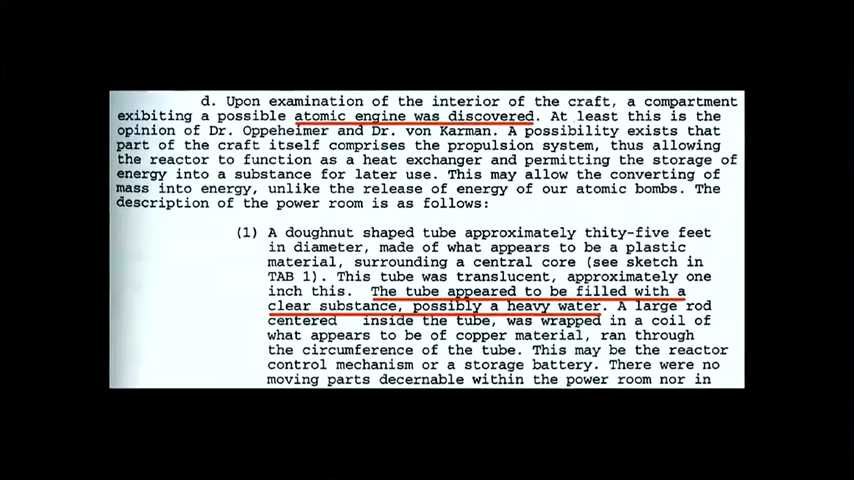 d. Upon examination of the interior of the craft, a compartment
exibiting a possible atomic engine was discovered. At least this is the
opinion of Dr. Oppeheimer and Dr. von Karman. A possibility exists that
part of the craft itself comprises the propulsion system, thus allowing
the reactor to function as a heat exchanger and permitting the storage of
energy into a substance for later use. This may allow the converting of
mass into energy, unlike the release of energy of our atomic bombs. The
description of the power room is as follows:
(1) A doughnut shaped tube approximately thity-five feet
in diameter, made of what appears to be a plastic
material, surrounding a central core (see sketch in
TAB 1). This tube was translucent, approximately one
inch this. The tube appeared to be filled with a
clear substance, possibly a heavy water. A large rod
centered inside the tube, was wrapped in a coil of
what appears to be of copper material, ran through
the circumference of the tube. This may be the reactor
control mechanism or a storage battery. There were no
moving parts decernable within the power room nor in